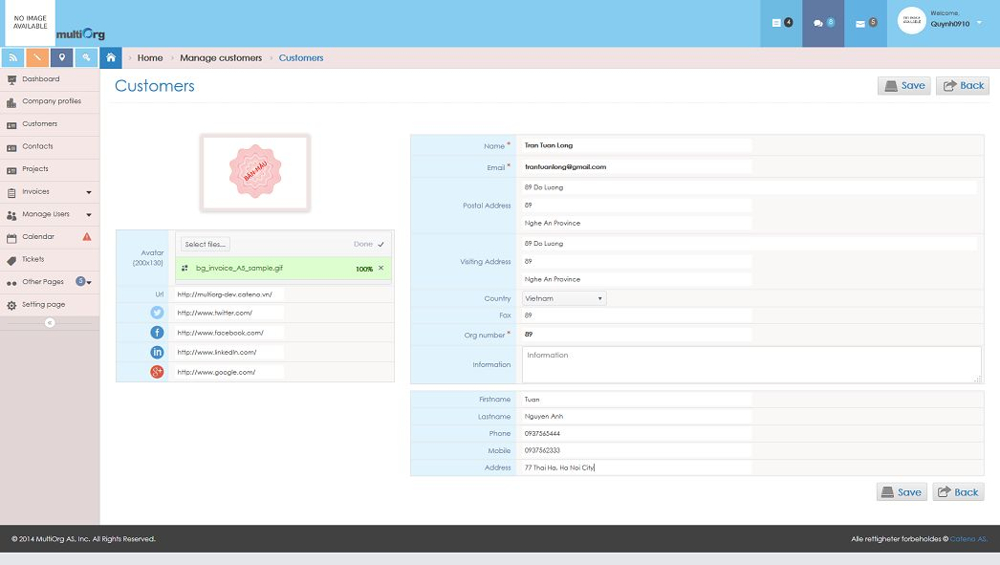 NO IMAGE
AVAILABLE
multiOrg
4
8
5
Welcome,
Quynh0910
Home
Manage customers
Customers
Dashboard
Company profiles
Customers
Contacts
Projects
Invoices
Manage Users
Calendar
Tickets
Other Pages 5
Setting page
Customers
Save
Back
BẢN MẪU
Avatar
(200x130)
Select files...
Done
bg_invoice_A5_sample.gif
100%
Url http://multiorg-dev.cateno.vn/
http://www.twitter.com/
http://www.facebook.com/
http://www.linkedin.com/
http://www.google.com/
Name * Tran Tuan Long
Email * trantuanlong@gmail.com
Postal Address
89 Do Luong
89
Nghe An Province
Visiting Address
89 Do Luong
89
Nghe An Province
Country Vietnam
Fax 89
Org number * 89
Information Information
Firstname Tuan
Lastname Nguyen Anh
Phone 0937565444
Mobile 0937562333
Address 77 Thai Ha, Ha Noi City
Save
Back
© 2014 MultiOrg AS, Inc. All Rights Reserved.
Alle rettigheter forbeholdes © Cateno AS.